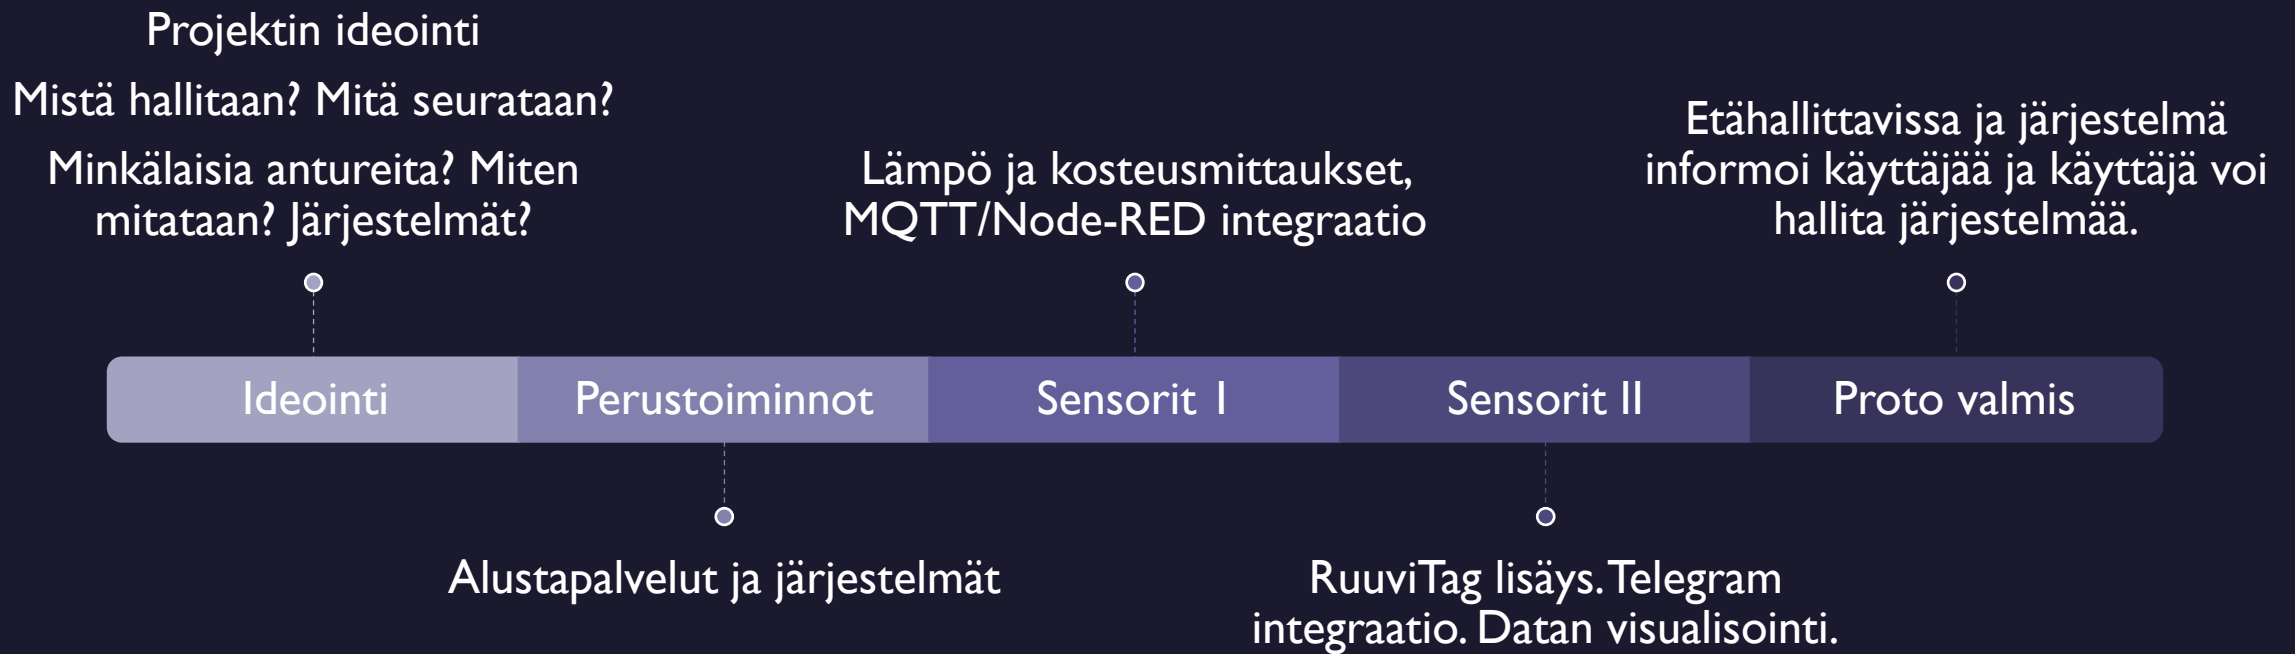 Projektin ideointi
Mistä hallitaan? Mitä seurataan?
Minkälaisia antureita? Miten
mitataan? Järjestelmät?
Lämpö ja kosteusmittaukset,
MQTT/Node-RED integraatio
Etähallittavissa ja järjestelmä
informoi käyttäjää ja käyttäjä voi
hallita järjestelmää.
Ideointi
Perustoiminnot
Sensorit I
Sensorit II
Proto valmis
Alustapalvelut ja järjestelmät
RuuviTag lisäys. Telegram
integraatio. Datan visualisointi.